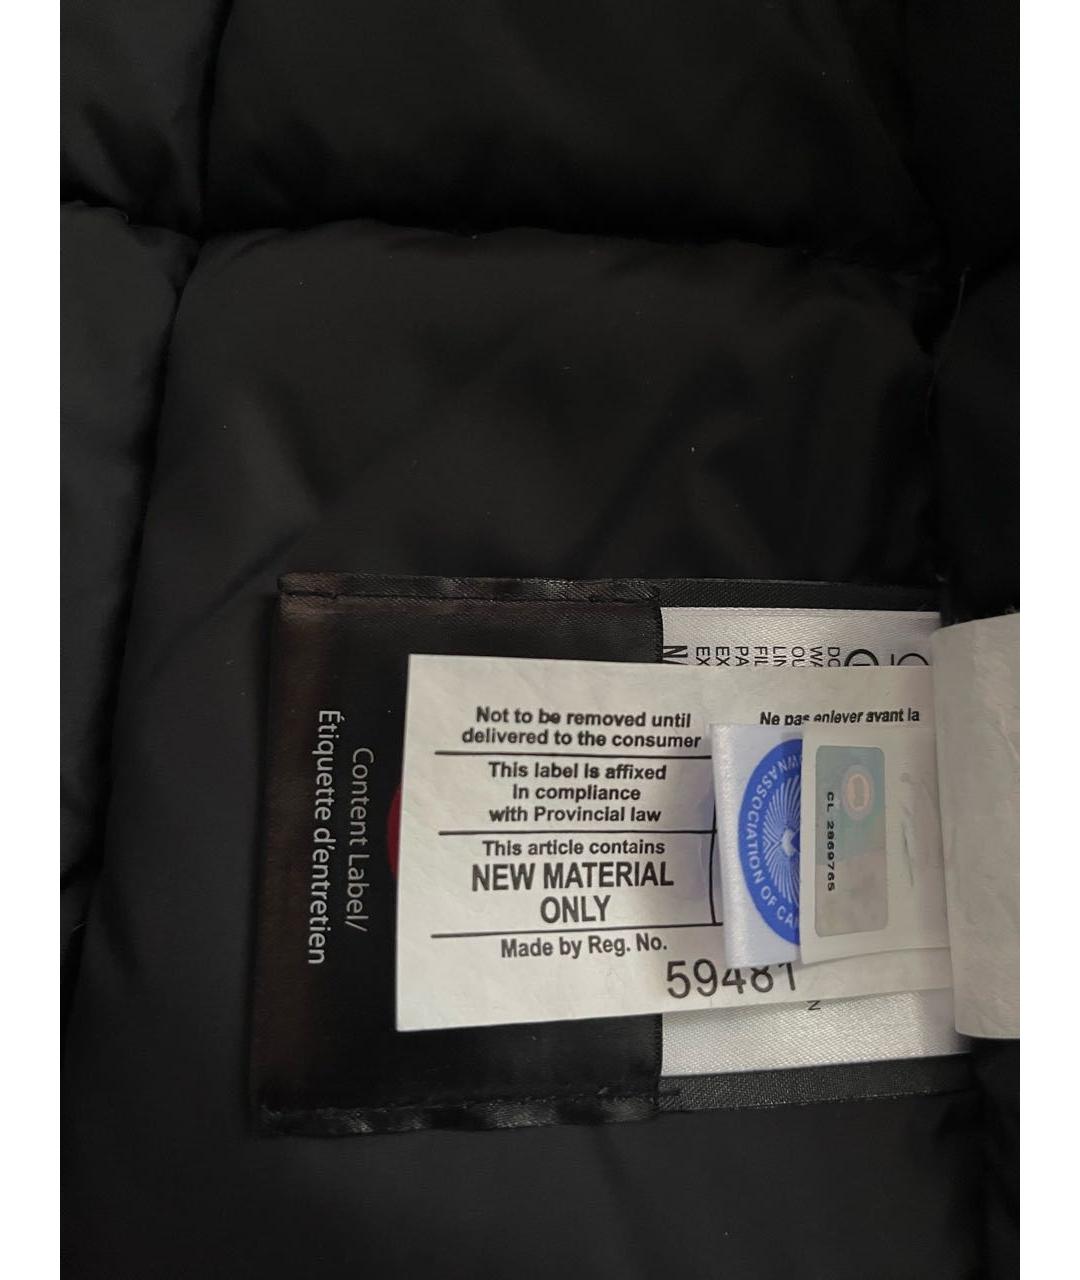 Content Label/
Étiquette d'entretien
Not to be removed until
delivered to the consumer
This label is affixed
in compliance
with Provincial law
This article contains
NEW MATERIAL
ONLY
Made by Reg. No.
59481
Ne pas enlever avant la
ASSOCIATION OF
CL 2869765